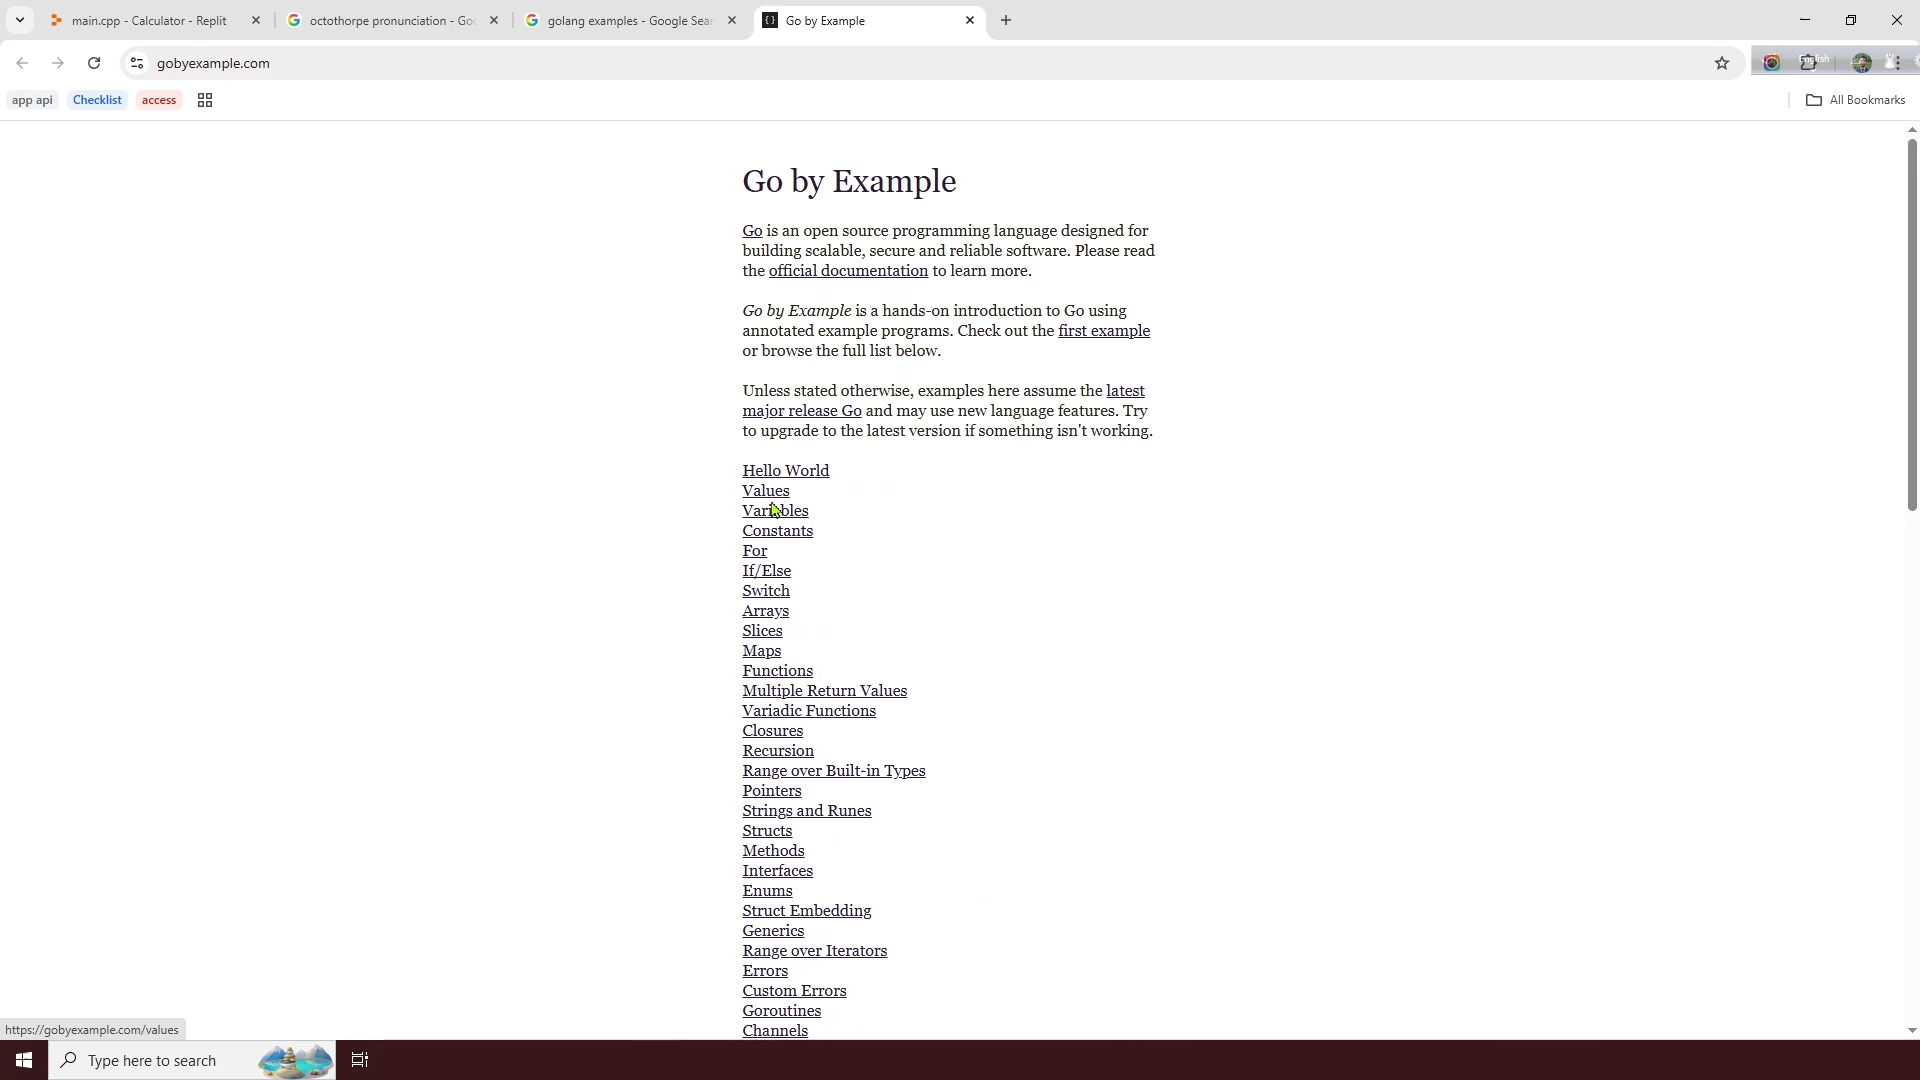 main.cpp - Calculator - Replit
octothorpe pronunciation - Goo
golang examples - Google Sear
Go by Example
gobyexample.com
English
app api
Checklist
access
All Bookmarks
Go by Example
Go is an open source programming language designed for
building scalable, secure and reliable software. Please read
the official documentation to learn more.
Go by Example is a hands-on introduction to Go using
annotated example programs. Check out the first example
or browse the full list below.
Unless stated otherwise, examples here assume the latest
major release Go and may use new language features. Try
to upgrade to the latest version if something isn't working.
Hello World
Values
Variables
Constants
For
If/Else
Switch
Arrays
Slices
Maps
Functions
Multiple Return Values
Variadic Functions
Closures
Recursion
Range over Built-in Types
Pointers
Strings and Runes
Structs
Methods
Interfaces
Enums
Struct Embedding
Generics
Range over Iterators
Errors
Custom Errors
Goroutines
Channels
https://gobyexample.com/values
Type here to search